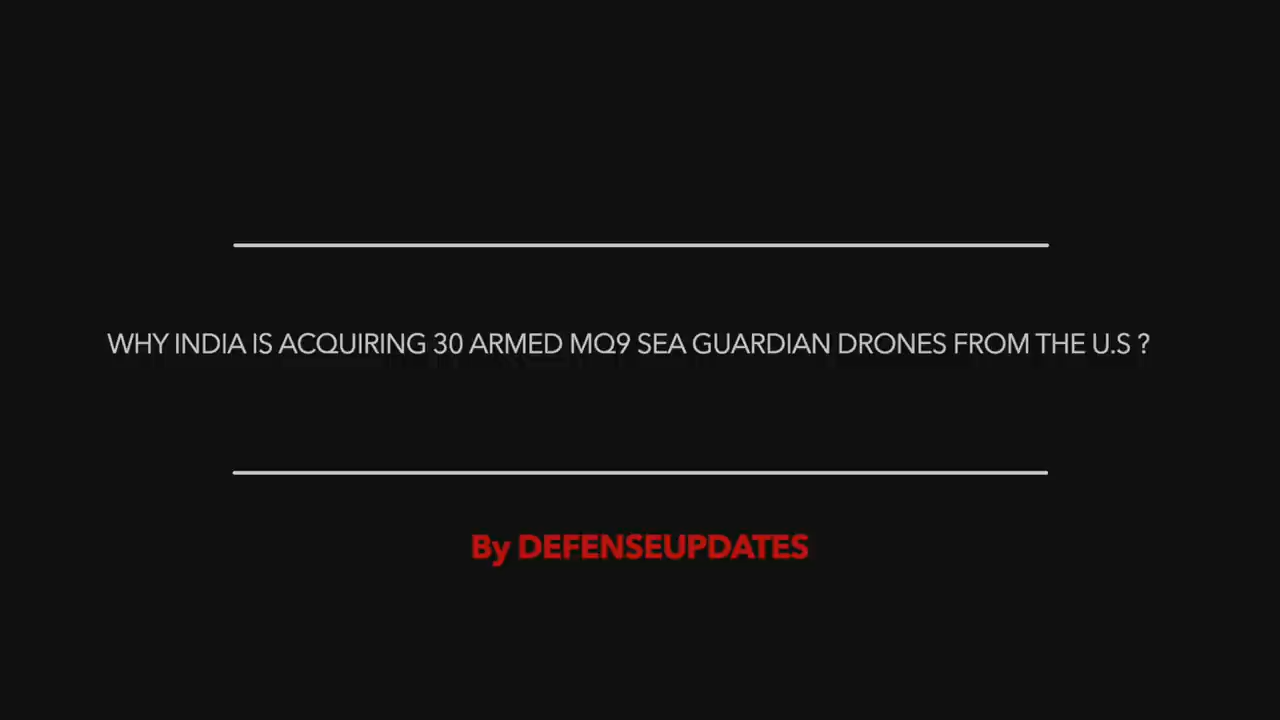 WHY INDIA IS ACQUIRING 30 ARMED MQ9 SEA GUARDIAN DRONES FROM THE U.S ?
By DEFENSEUPDATES